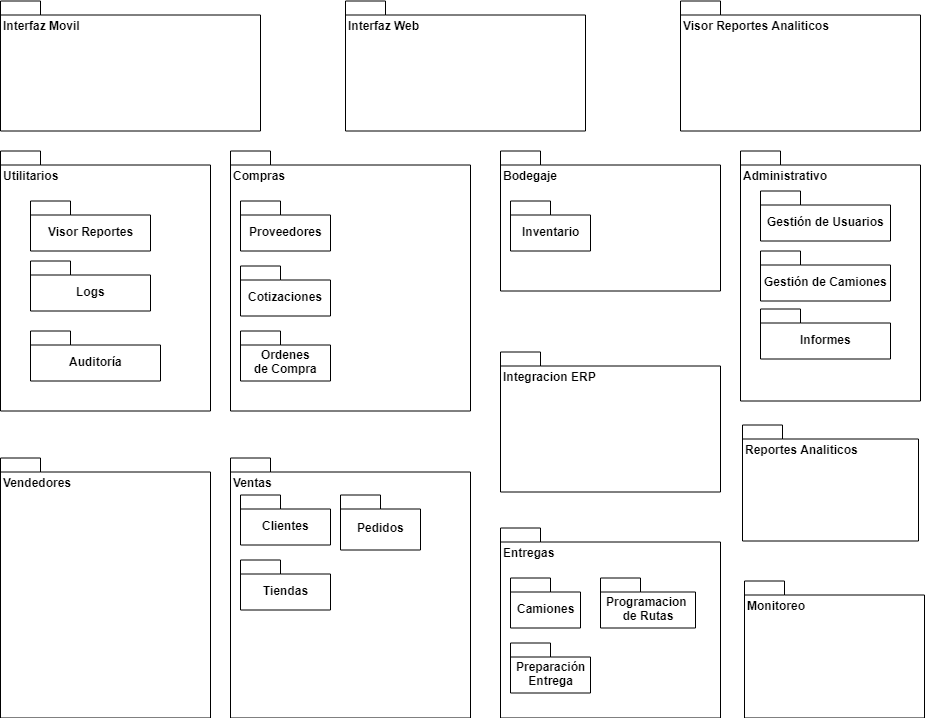 Interfaz Movil
Interfaz Web
Visor Reportes Analiticos
Utilitarios
Visor Reportes
Logs
Auditoría
Compras
Proveedores
Cotizaciones
Ordenes
de Compra
Bodegaje
Inventario
Administrativo
Gestión de Usuarios
Gestión de Camiones
Informes
Integracion ERP
Reportes Analiticos
Vendedores
Ventas
Clientes
Pedidos
Tiendas
Entregas
Camiones
Programacion
de Rutas
Preparación
Entrega
Monitoreo